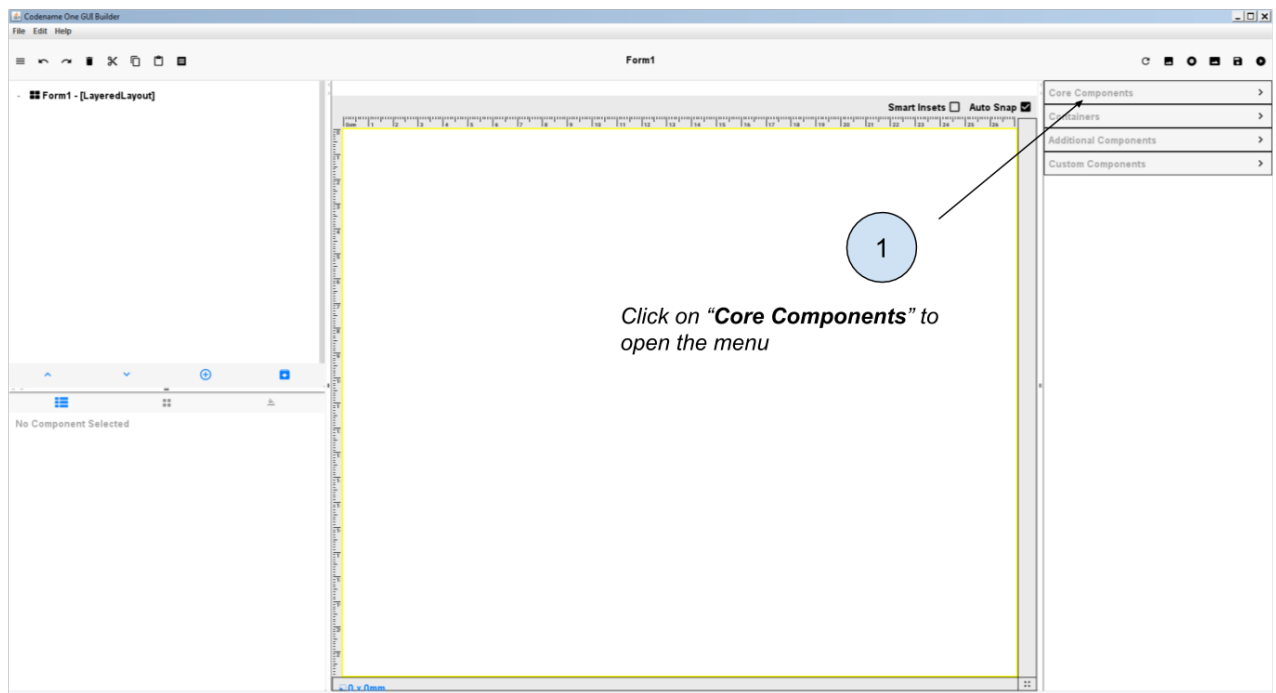 Codename One GUI Builder
File Edit Help
Form1
Form1 - [LayeredLayout]
Smart Insets Auto Snap
Core Components
Containers
Additional Components
Custom Components
1
Click on “Core Components” to
open the menu
No Component Selected
0 x 0mm